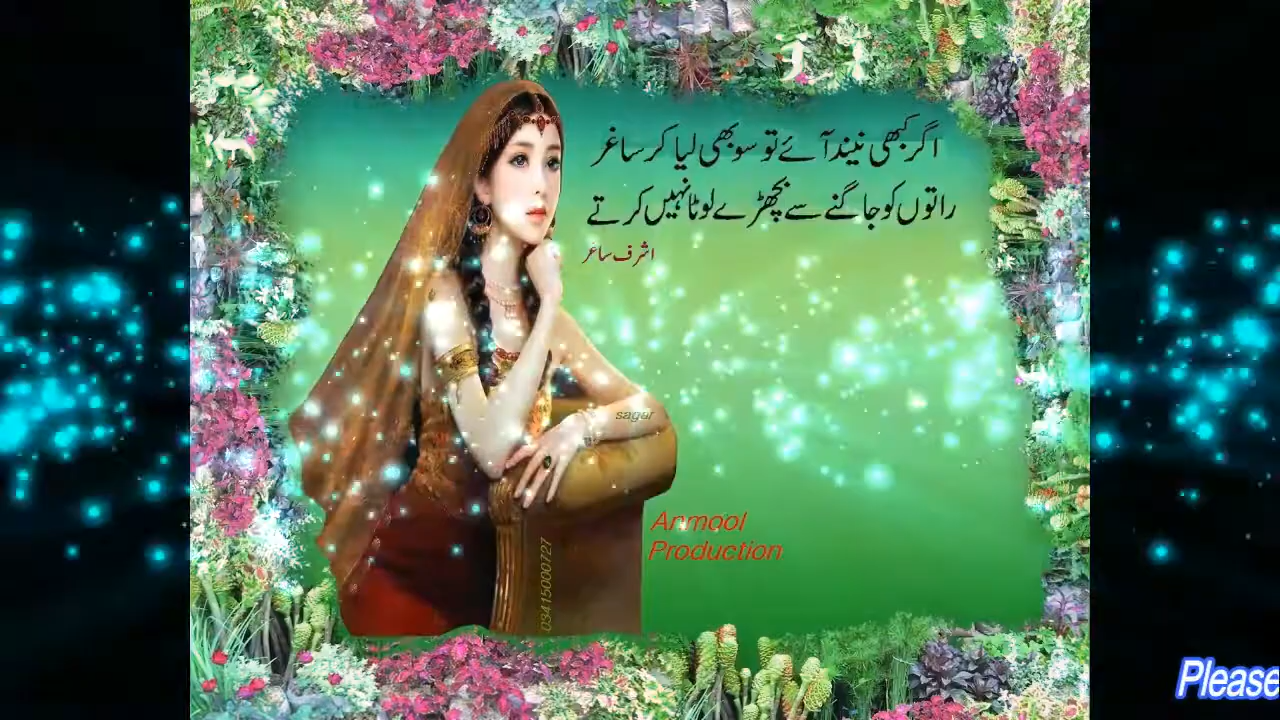 اگر کبھی نیند آئے تو سو بھی لیا کر ساغر
راتوں کو جاگنے سے بچھڑے لوٹا نہیں کرتے
اشرف ساغر
sagar
Anmool
Production
03415000727
Please